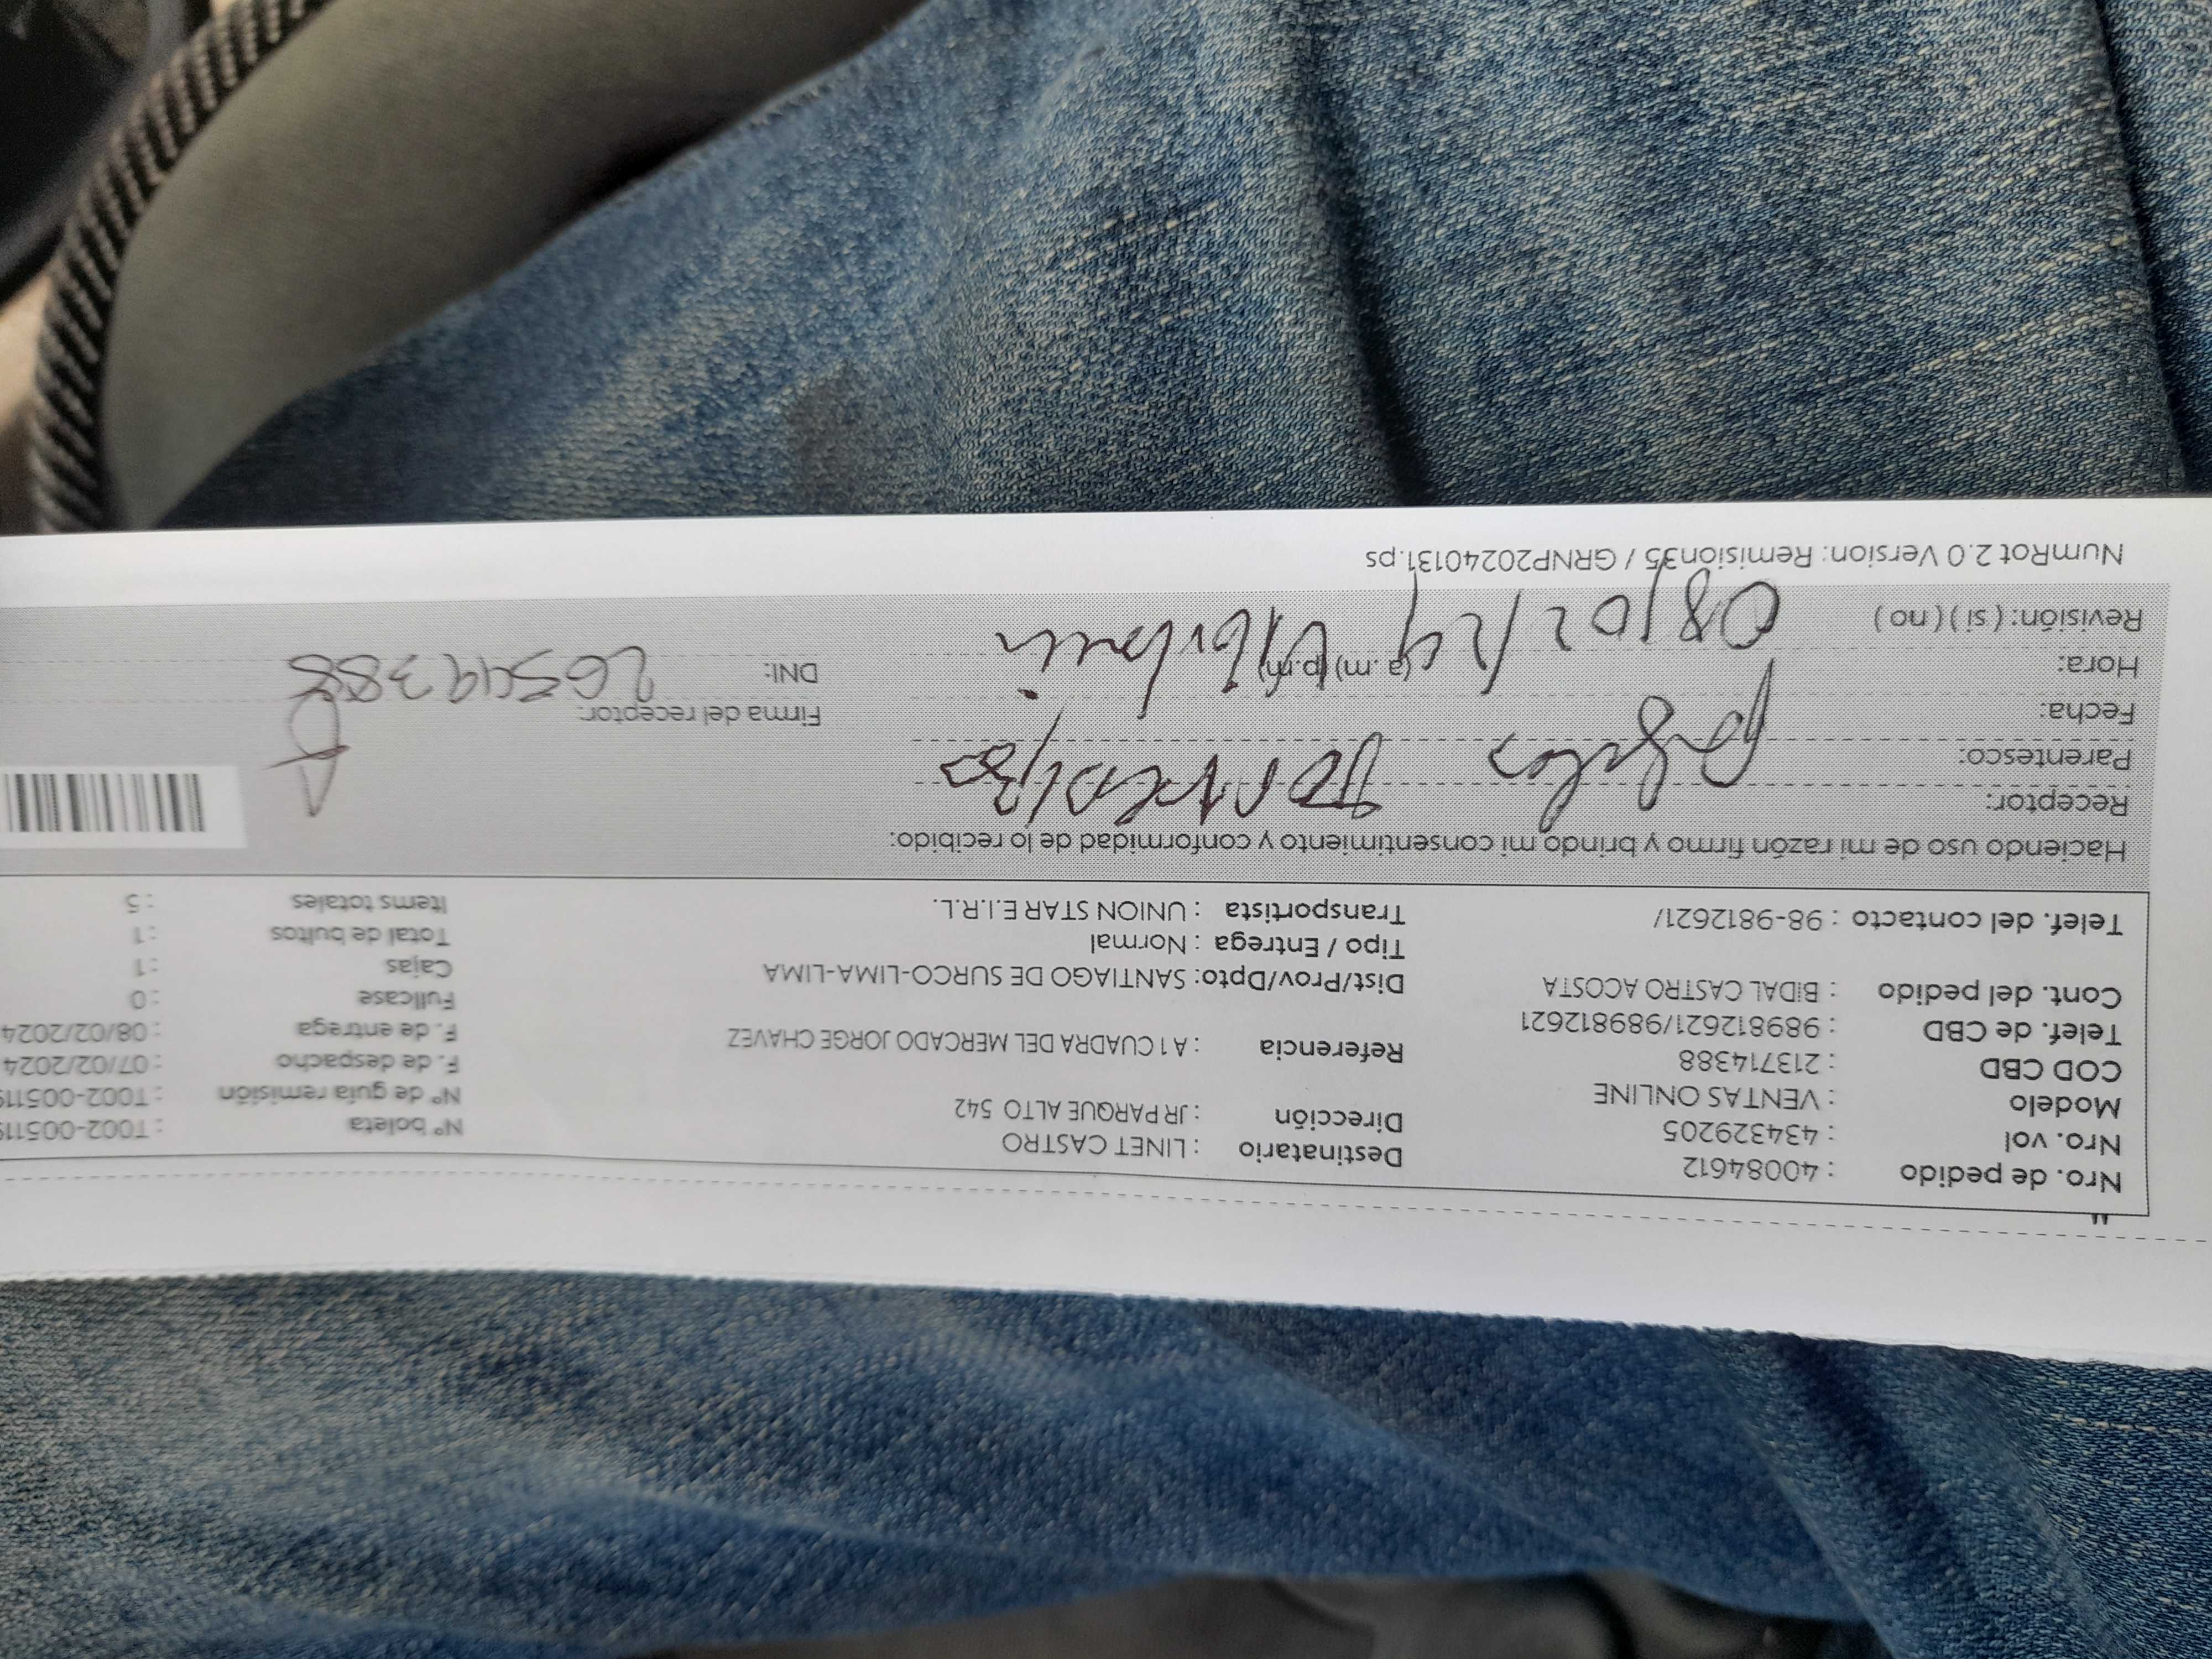 Nro. de pedido : 40084612
Nro. vol : 434329205
Modelo : VENTAS ONLINE
COD CBD : 213714388
Telef. de CBD : 989812621/989812621
Cont. del pedido : BIDAL CASTRO ACOSTA
Telef. del contacto : 98-9812621/
Destinatario : LINET CASTRO
Dirección : JR PARQUE ALTO 542
Referencia : A 1 CUADRA DEL MERCADO JORGE CHAVEZ
Dist/Prov/Dpto: SANTIAGO DE SURCO-LIMA-LIMA
Tipo / Entrega : Normal
Transportista : UNION STAR E.I.R.L.
Nº boleta : T002-005119
Nº de guía remisión : T002-005119
F. de despacho : 07/02/2024
F. de entrega : 08/02/2024
Fullcase : 0
Cajas : 1
Total de bultos : 1
Items totales : 5
Haciendo uso de mi razón firmo y brindo mi consentimiento y conformidad de lo recibido:
Receptor:
Parentesco:
Fecha:
Hora: (a.m) (p.m)
Revisión: ( si ) ( no ) 08/02/24
Firma del receptor:
DNI: 26549388
NumRot 2.0 Version: Remisión35 / GRNP20240131.ps